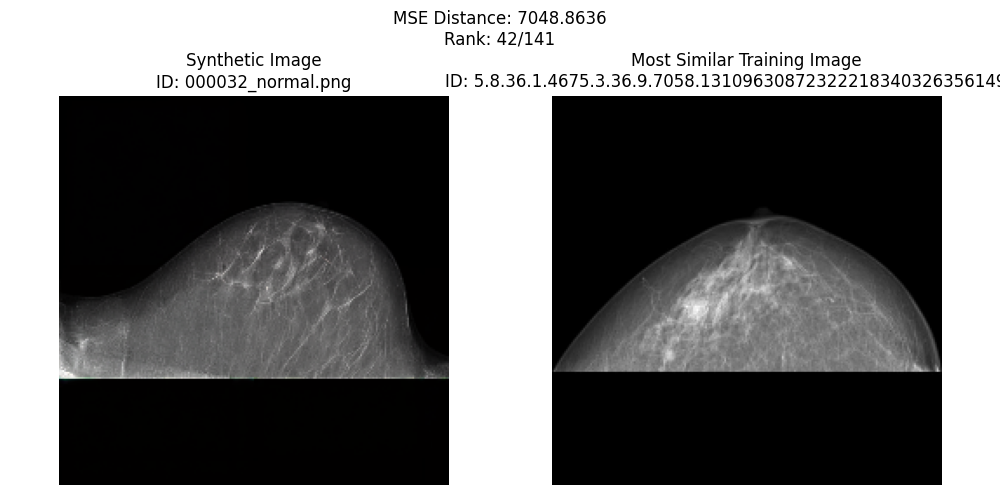 MSE Distance: 7048.8636
Rank: 42/141
Synthetic Image
ID: 000032_normal.png
Most Similar Training Image
ID: 5.8.36.1.4675.3.36.9.7058.13109630872322218340326356149